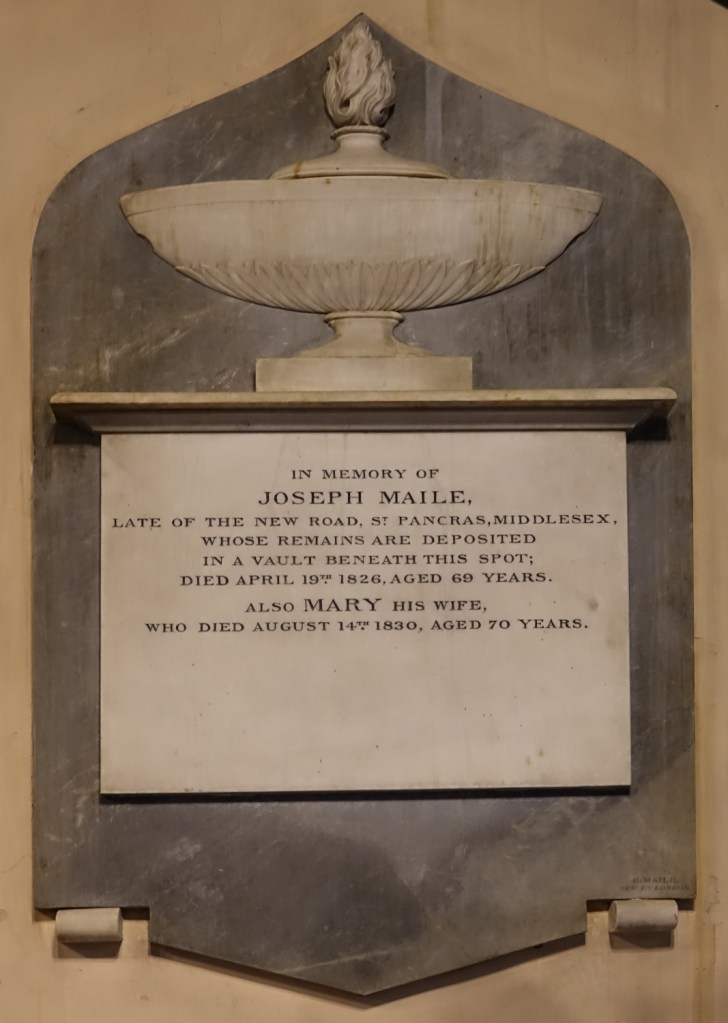 IN MEMORY OF
JOSEPH MAILE,
LATE OF THE NEW ROAD, ST PANCRAS, MIDDLESEX,
WHOSE REMAINS ARE DEPOSITED
IN A VAULT BENEATH THIS SPOT;
DIED APRIL 19TH 1826, AGED 69 YEARS.
ALSO MARY HIS WIFE,
WHO DIED AUGUST 14TH 1830, AGED 70 YEARS.
LONDON